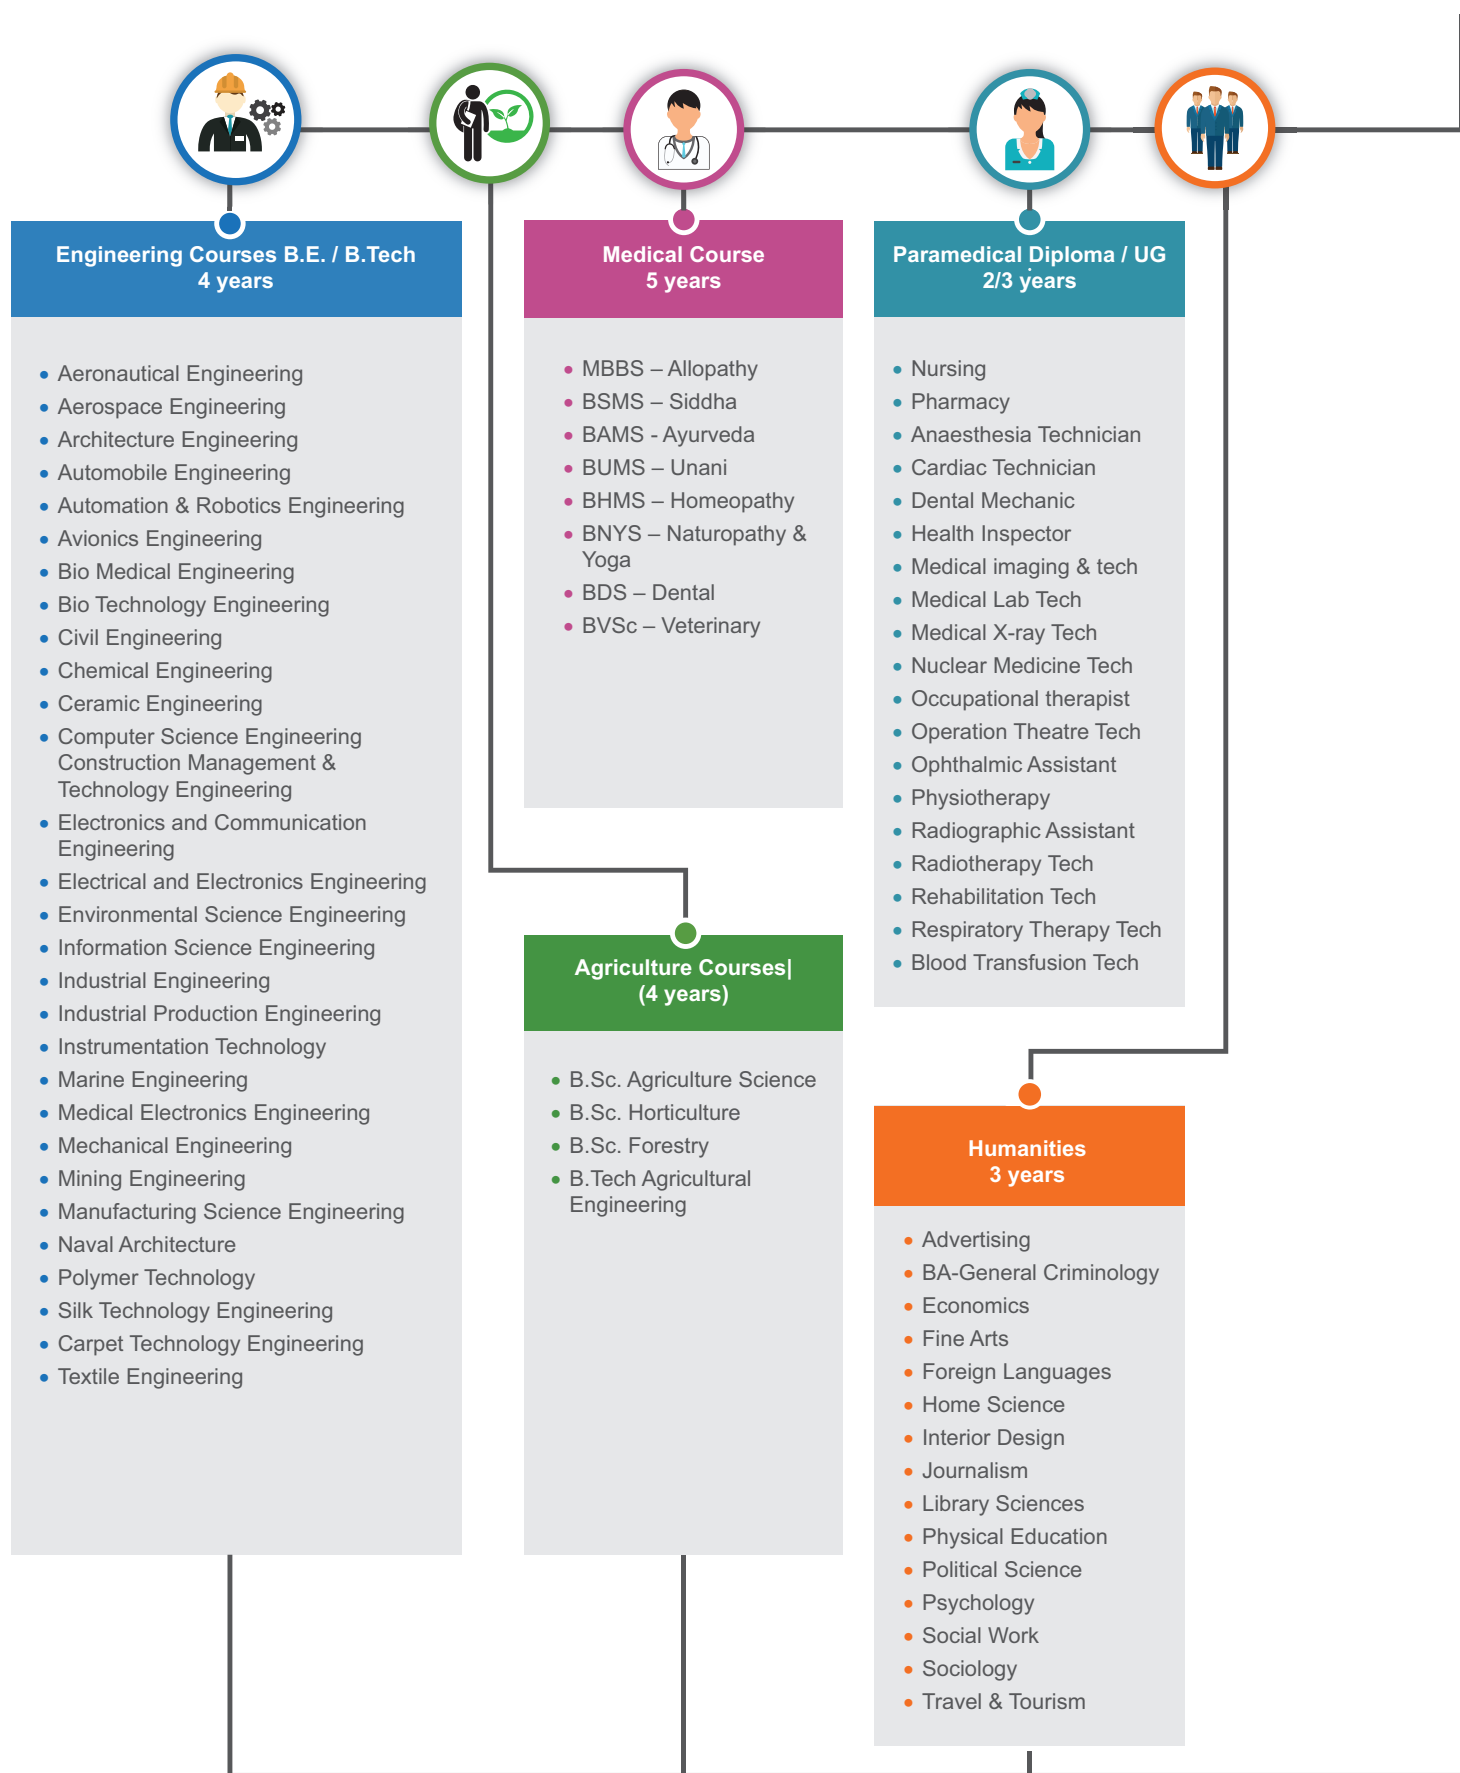 Engineering Courses B.E. / B.Tech
4 years
Aeronautical Engineering
Aerospace Engineering
Architecture Engineering
Automobile Engineering
Automation & Robotics Engineering
Avionics Engineering
Bio Medical Engineering
Bio Technology Engineering
Civil Engineering
Chemical Engineering
Ceramic Engineering
Computer Science Engineering
Construction Management &
Technology Engineering
Electronics and Communication
Engineering
Electrical and Electronics Engineering
Environmental Science Engineering
Information Science Engineering
Industrial Engineering
Industrial Production Engineering
Instrumentation Technology
Marine Engineering
Medical Electronics Engineering
Mechanical Engineering
Mining Engineering
Manufacturing Science Engineering
Naval Architecture
Polymer Technology
Silk Technology Engineering
Carpet Technology Engineering
Textile Engineering
Medical Course
5 years
MBBS – Allopathy
BSMS – Siddha
BAMS - Ayurveda
BUMS – Unani
BHMS – Homeopathy
BNYS – Naturopathy &
Yoga
BDS – Dental
BVSc – Veterinary
Agriculture Courses|
(4 years)
B.Sc. Agriculture Science
B.Sc. Horticulture
B.Sc. Forestry
B.Tech Agricultural
Engineering
Paramedical Diploma / UG
2/3 years
Nursing
Pharmacy
Anaesthesia Technician
Cardiac Technician
Dental Mechanic
Health Inspector
Medical imaging & tech
Medical Lab Tech
Medical X-ray Tech
Nuclear Medicine Tech
Occupational therapist
Operation Theatre Tech
Ophthalmic Assistant
Physiotherapy
Radiographic Assistant
Radiotherapy Tech
Rehabilitation Tech
Respiratory Therapy Tech
Blood Transfusion Tech
Humanities
3 years
Advertising
BA-General Criminology
Economics
Fine Arts
Foreign Languages
Home Science
Interior Design
Journalism
Library Sciences
Physical Education
Political Science
Psychology
Social Work
Sociology
Travel & Tourism